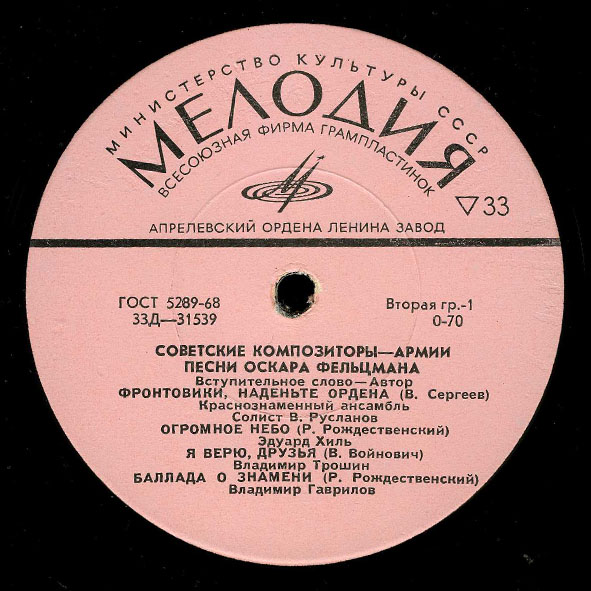 МИНИСТЕРСТВО КУЛЬТУРЫ СССР
МЕЛОДИЯ
ВСЕСОЮЗНАЯ ФИРМА ГРАМПЛАСТИНОК
▽33
АПРЕЛЕВСКИЙ ОРДЕНА ЛЕНИНА ЗАВОД
ГОСТ 5289-68 Вторая гр.-1
33Д—31539 0-70
СОВЕТСКИЕ КОМПОЗИТОРЫ—АРМИИ
ПЕСНИ ОСКАРА ФЕЛЬЦМАНА
Вступительное слово—Автор
ФРОНТОВИКИ, НАДЕНЬТЕ ОРДЕНА (В. Сергеев)
Краснознаменный ансамбль
Солист В. Русланов
ОГРОМНОЕ НЕБО (Р. Рождественский)
Эдуард Хиль
Я ВЕРЮ, ДРУЗЬЯ (В. Войнович)
Владимир Трошин
БАЛЛАДА О ЗНАМЕНИ (Р. Рождественский)
Владимир Гаврилов